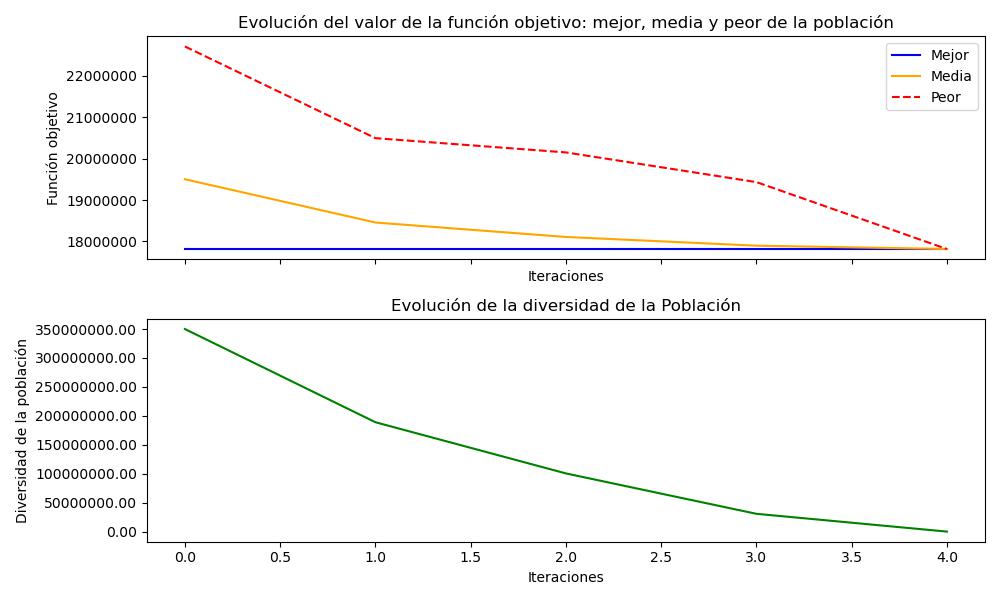 Evolución del valor de la función objetivo: mejor, media y peor de la población
Función objetivo
22000000
21000000
20000000
19000000
18000000
Mejor
Media
Peor
Iteraciones
Evolución de la diversidad de la Población
Diversidad de la población
350000000.00
300000000.00
250000000.00
200000000.00
150000000.00
100000000.00
50000000.00
0.00
0.0 0.5 1.0 1.5 2.0 2.5 3.0 3.5 4.0
Iteraciones